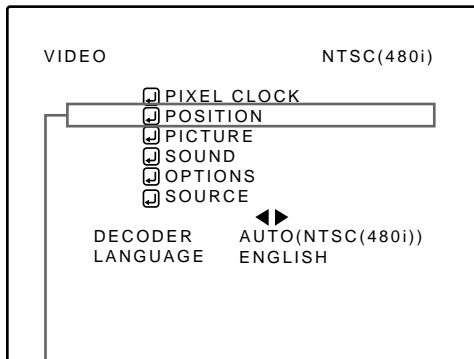 VIDEO NTSC(480i)
PIXEL CLOCK
POSITION
PICTURE
SOUND
OPTIONS
SOURCE
DECODER AUTO(NTSC(480i))
LANGUAGE ENGLISH